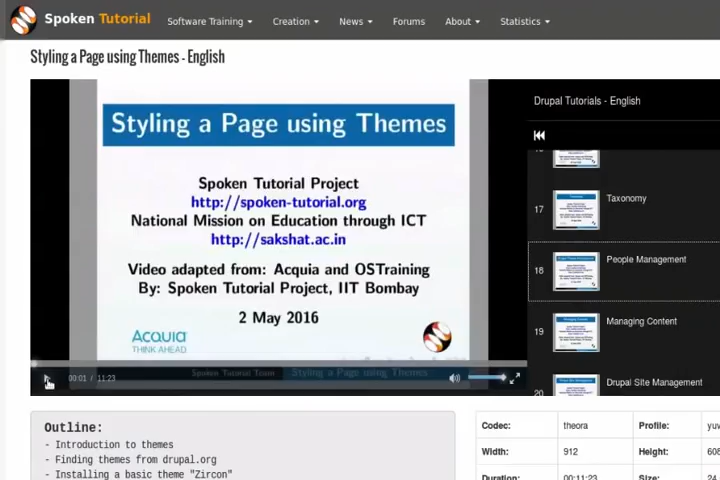 Spoken Tutorial
Software Training
Creation
News
Forums
About
Statistics
Styling a Page using Themes - English
Styling a Page using Themes
Spoken Tutorial Project
http://spoken-tutorial.org
National Mission on Education through ICT
http://sakshat.ac.in
Video adapted from: Acquia and OSTraining
By: Spoken Tutorial Project, IIT Bombay
2 May 2016
ACQUIA
THINK AHEAD
Spoken Tutorial Team
Styling a Page using Themes
00:01 / 11:23
Drupal Tutorials - English
17
Taxonomy
18
People Management
19
Managing Content
20
Drupal Site Management
Outline:
- Introduction to themes
- Finding themes from drupal.org
- Installing a basic theme "Zircon"
Codec:
theora
Profile:
yuv
Width:
912
Height:
608
Duration:
00:11:23
Size:
24